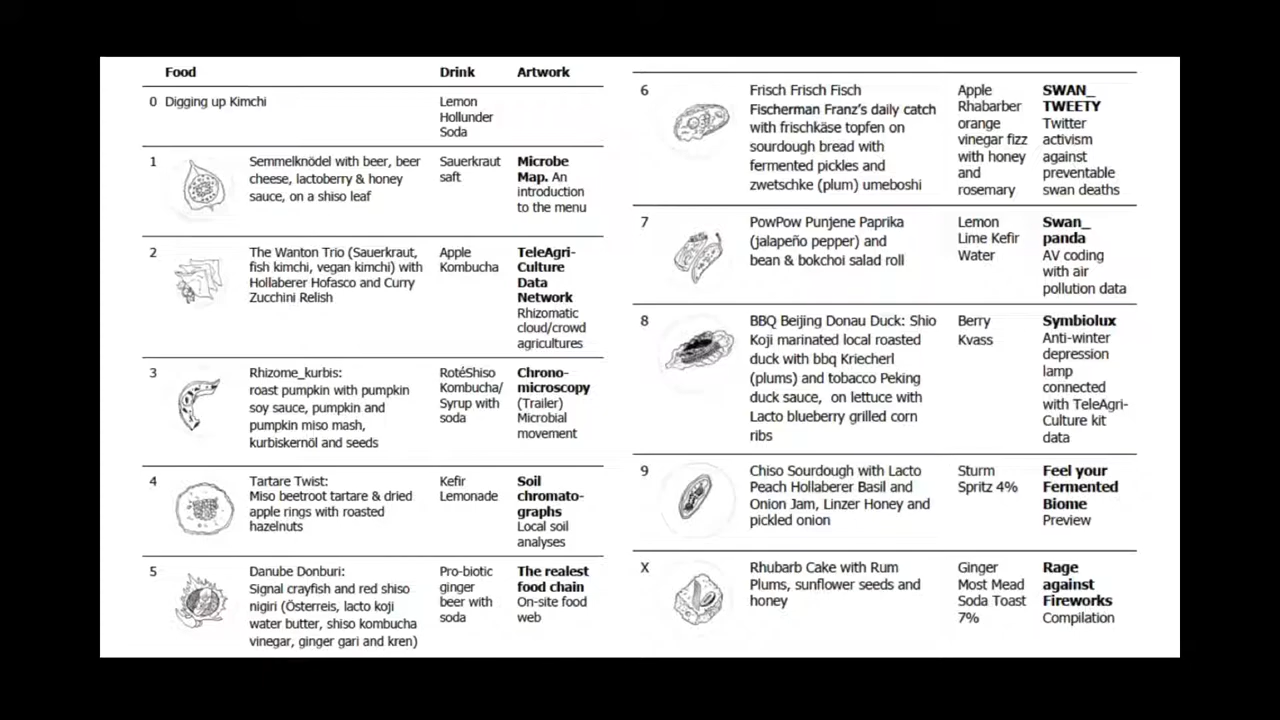 Food Drink Artwork
0 Digging up Kimchi
Lemon
Hollunder
Soda
1
Semmelknödel with beer, beer
cheese, lactoberry & honey
sauce, on a shiso leaf
Sauerkraut
saft
Microbe
Map. An
introduction
to the menu
2
The Wanton Trio (Sauerkraut,
fish kimchi, vegan kimchi) with
Hollaberer Hofasco and Curry
Zucchini Relish
Apple
Kombucha
TeleAgri-
Culture
Data
Network
Rhizomatic
cloud/crowd
agricultures
3
Rhizome_kurbis:
roast pumpkin with pumpkin
soy sauce, pumpkin and
pumpkin miso mash,
kurbiskernöl and seeds
RotéShiso
Kombucha/
Syrup with
soda
Chrono-
microscopy
(Trailer)
Microbial
movement
4
Tartare Twist:
Miso beetroot tartare & dried
apple rings with roasted
hazelnuts
Kefir
Lemonade
Soil
chromato-
graphs
Local soil
analyses
5
Danube Donburi:
Signal crayfish and red shiso
nigiri (Österreis, lacto koji
water butter, shiso kombucha
vinegar, ginger gari and kren)
Pro-biotic
ginger
beer with
soda
The realest
food chain
On-site food
web
6
Frisch Frisch Fisch
Fischerman Franz's daily catch
with frischkäse topfen on
sourdough bread with
fermented pickles and
zwetschke (plum) umeboshi
Apple
Rhabarber
orange
vinegar fizz
with honey
and
rosemary
SWAN_
TWEETY
Twitter
activism
against
preventable
swan deaths
7
PowPow Punjene Paprika
(jalapeño pepper) and
bean & bokchoi salad roll
Lemon
Lime Kefir
Water
Swan_
panda
AV coding
with air
pollution data
8
BBQ Beijing Donau Duck: Shio
Koji marinated local roasted
duck with bbq Kriecherl
(plums) and tobacco Peking
duck sauce, on lettuce with
Lacto blueberry grilled corn
ribs
Berry
Kvass
Symbiolux
Anti-winter
depression
lamp
connected
with TeleAgri-
Culture kit
data
9
Chiso Sourdough with Lacto
Peach Hollaberer Basil and
Onion Jam, Linzer Honey and
pickled onion
Sturm
Spritz 4%
Feel your
Fermented
Biome
Preview
X
Rhubarb Cake with Rum
Plums, sunflower seeds and
honey
Ginger
Most Mead
Soda Toast
7%
Rage
against
Fireworks
Compilation